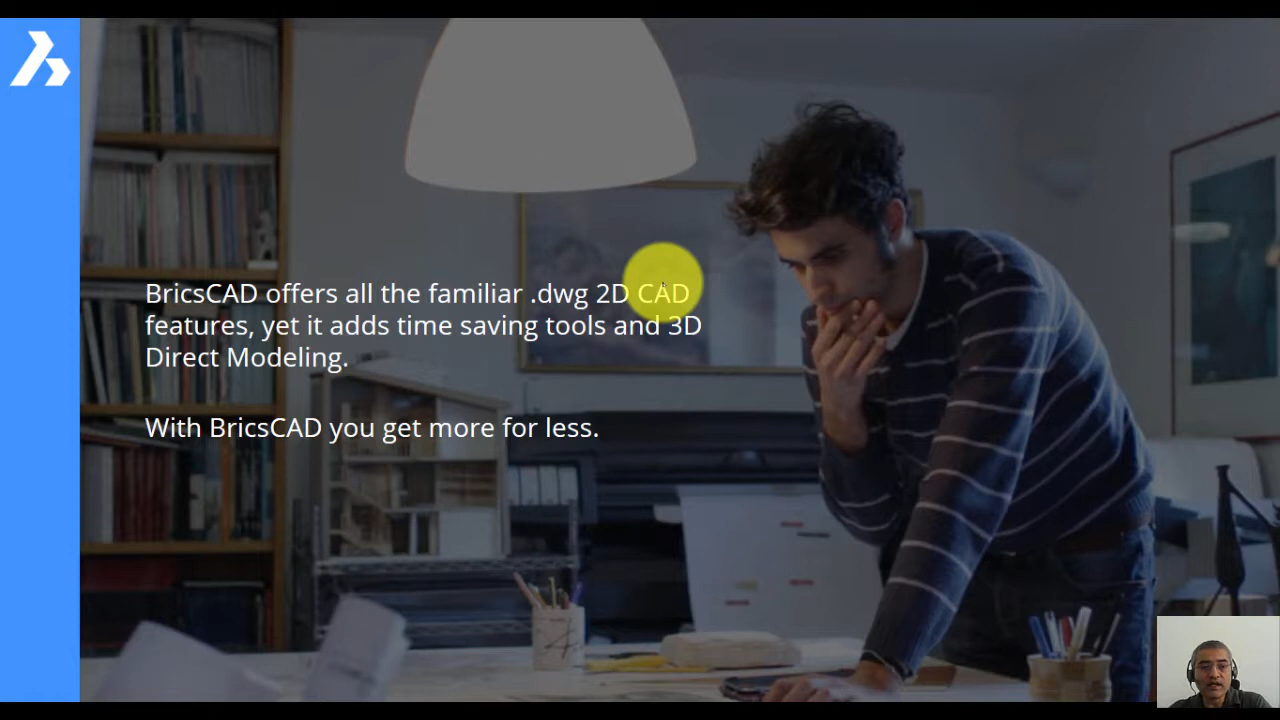 BricsCAD offers all the familiar .dwg 2D CAD
features, yet it adds time saving tools and 3D
Direct Modeling.
With BricsCAD you get more for less.